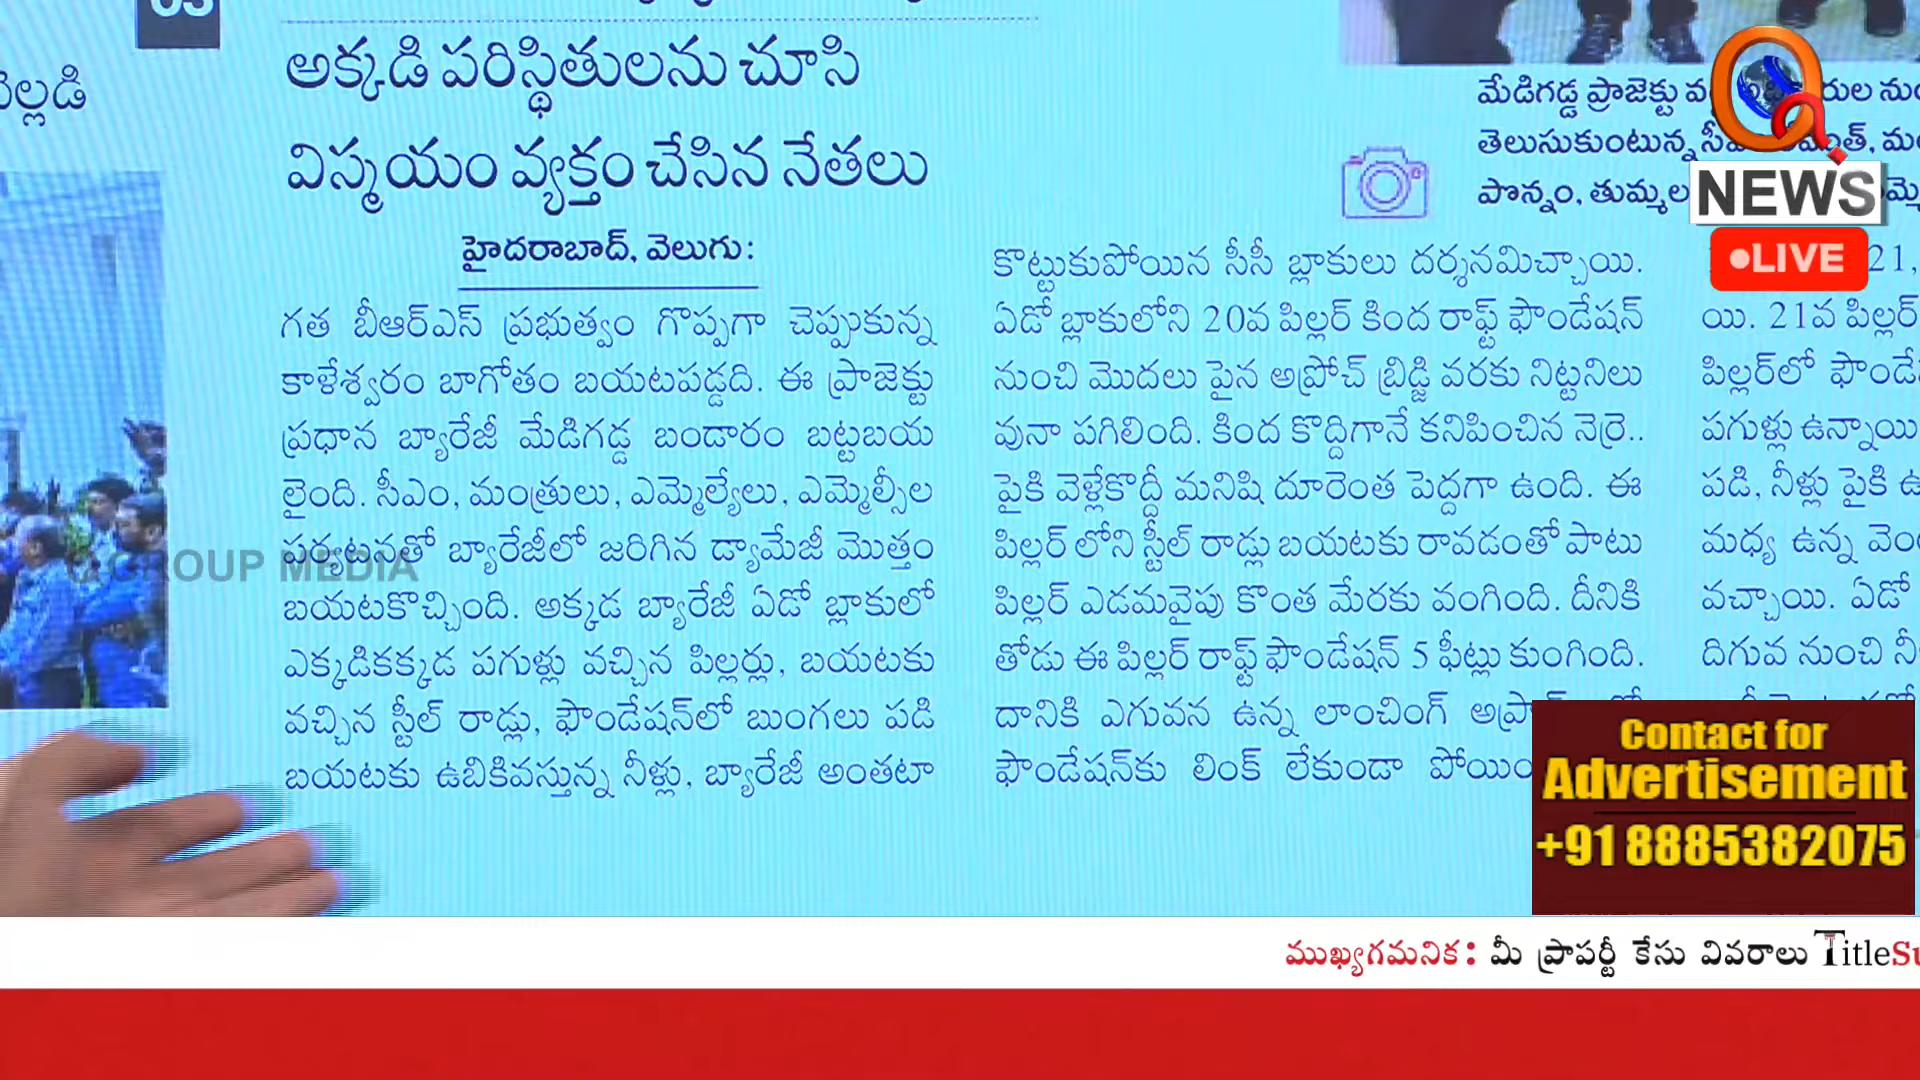 03
అక్కడి పరిస్థితులను చూసి
విస్మయం వ్యక్తం చేసిన నేతలు
హైదరాబాద్, వెలుగు:
గత బీఆర్ఎస్ ప్రభుత్వం గొప్పగా చెప్పుకున్న
కాళేశ్వరం బాగోతం బయటపడ్డది. ఈ ప్రాజెక్టు
ప్రధాన బ్యారేజీ మేడిగడ్డ బండారం బట్టబయ
లైంది. సీఎం, మంత్రులు, ఎమ్మెల్యేలు, ఎమ్మెల్సీల
పర్యటనతో బ్యారేజీలో జరిగిన డ్యామేజీ మొత్తం
బయటకొచ్చింది. అక్కడ బ్యారేజీ ఏడో బ్లాకులో
ఎక్కడికక్కడ పగుళ్లు వచ్చిన పిల్లర్లు, బయటకు
వచ్చిన స్టీల్ రాడ్లు, ఫౌండేషన్‌లో బుంగలు పడి
బయటకు ఉబికివస్తున్న నీళ్లు, బ్యారేజీ అంతటా
కొట్టుకుపోయిన సీసీ బ్లాకులు దర్శనమిచ్చాయి.
ఏడో బ్లాకులోని 20వ పిల్లర్ కింద రాఫ్ట్ ఫౌండేషన్
నుంచి మొదలు పైన అప్రోచ్ బ్రిడ్జి వరకు నిట్టనిలు
వునా పగిలింది. కింద కొద్దిగానే కనిపించిన నెర్రె..
పైకి వెళ్లేకొద్దీ మనిషి దూరెంత పెద్దగా ఉంది. ఈ
పిల్లర్ లోని స్టీల్ రాడ్లు బయటకు రావడంతో పాటు
పిల్లర్ ఎడమవైపు కొంత మేరకు వంగింది. దీనికి
తోడు ఈ పిల్లర్ రాఫ్ట్ ఫౌండేషన్ 5 ఫీట్లు కుంగింది.
దానికి ఎగువన ఉన్న లాంచింగ్
ఫౌండేషన్‌కు లింక్ లేకుండా
మేడిగడ్డ ప్రాజెక్టు
తెలుసుకుంటున్న
పొన్నం, తుమ్మల
21,
యి. 21వ పిల్లర్
పిల్లర్‌లో
పగుళ్లు ఉన్నాయి
పడి, నీళ్లు పైకి
మధ్య ఉన్న
వచ్చాయి. ఏడో
దిగువ నుంచి
Q
NEWS
LIVE
Q GROUP MEDIA
Contact for
Advertisement
+91 8885382075
ముఖ్యగమనిక: మీ ప్రాపర్టీ కేసు వివరాలు TitleSu